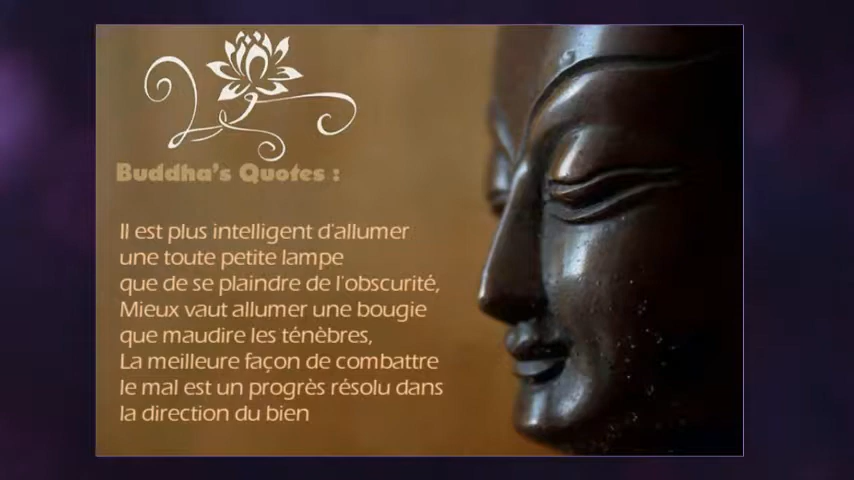 Buddha's Quotes :
Il est plus intelligent d'allumer
une toute petite lampe
que de se plaindre de l'obscurité,
Mieux vaut allumer une bougie
que maudire les ténèbres,
La meilleure façon de combattre
le mal est un progrès résolu dans
la direction du bien